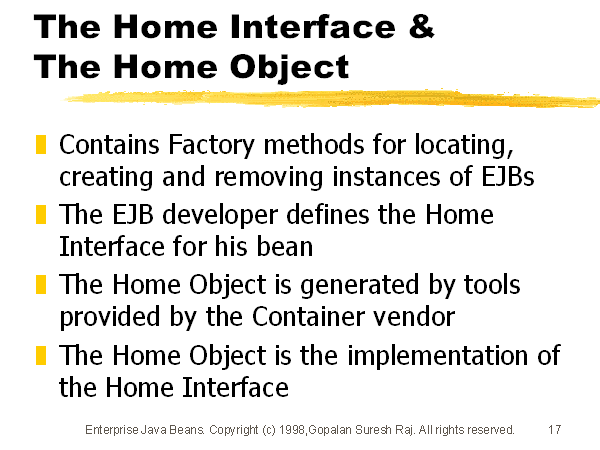 The Home Interface &
The Home Object
Contains Factory methods for locating,
creating and removing instances of EJBs
The EJB developer defines the Home
Interface for his bean
The Home Object is generated by tools
provided by the Container vendor
The Home Object is the implementation of
the Home Interface
Enterprise Java Beans. Copyright (c) 1998,Gopalan Suresh Raj. All rights reserved. 17